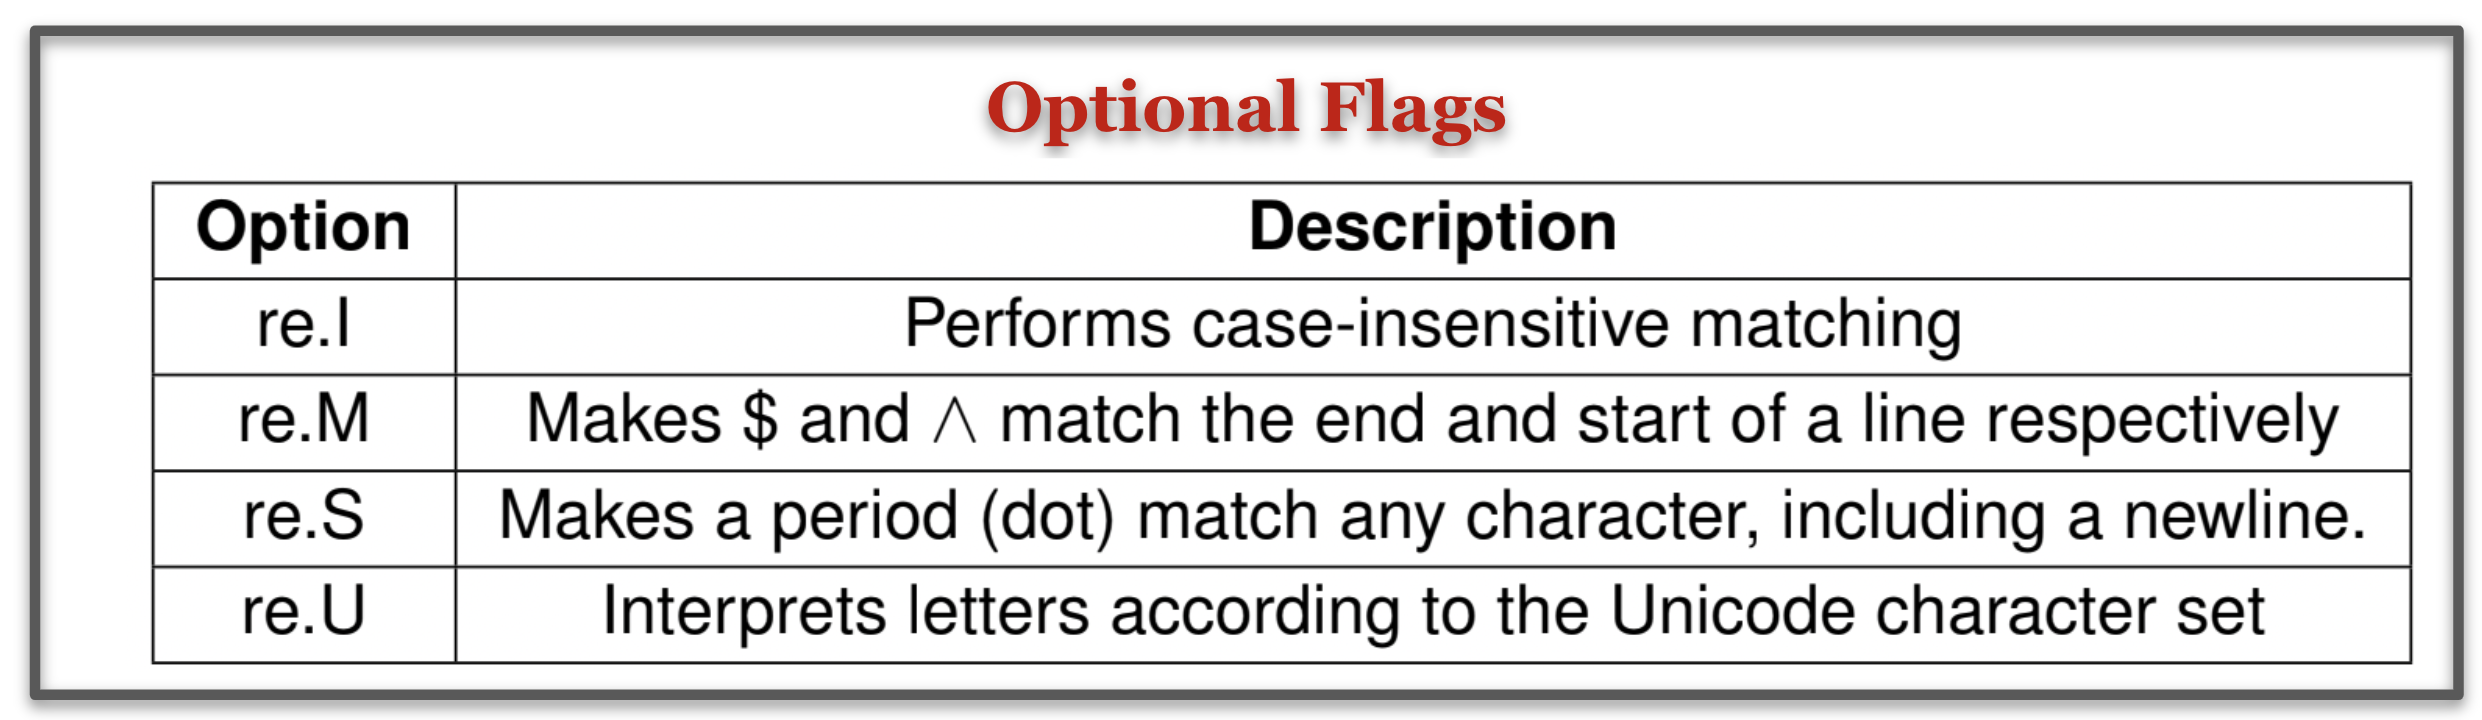 Optional Flags
Option Description
re.I Performs case-insensitive matching
re.M Makes $ and ∧ match the end and start of a line respectively
re.S Makes a period (dot) match any character, including a newline.
re.U Interprets letters according to the Unicode character set